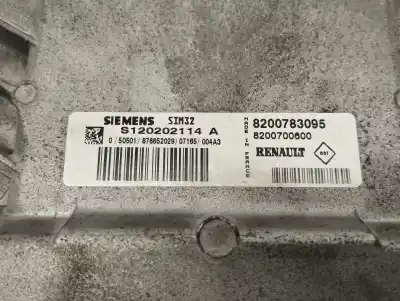 SIEMENS SIM32
S120202114 A
0/50501/876652029/07165/004A3
MADE IN FRANCE
8200783095
8200700600
RENAULT